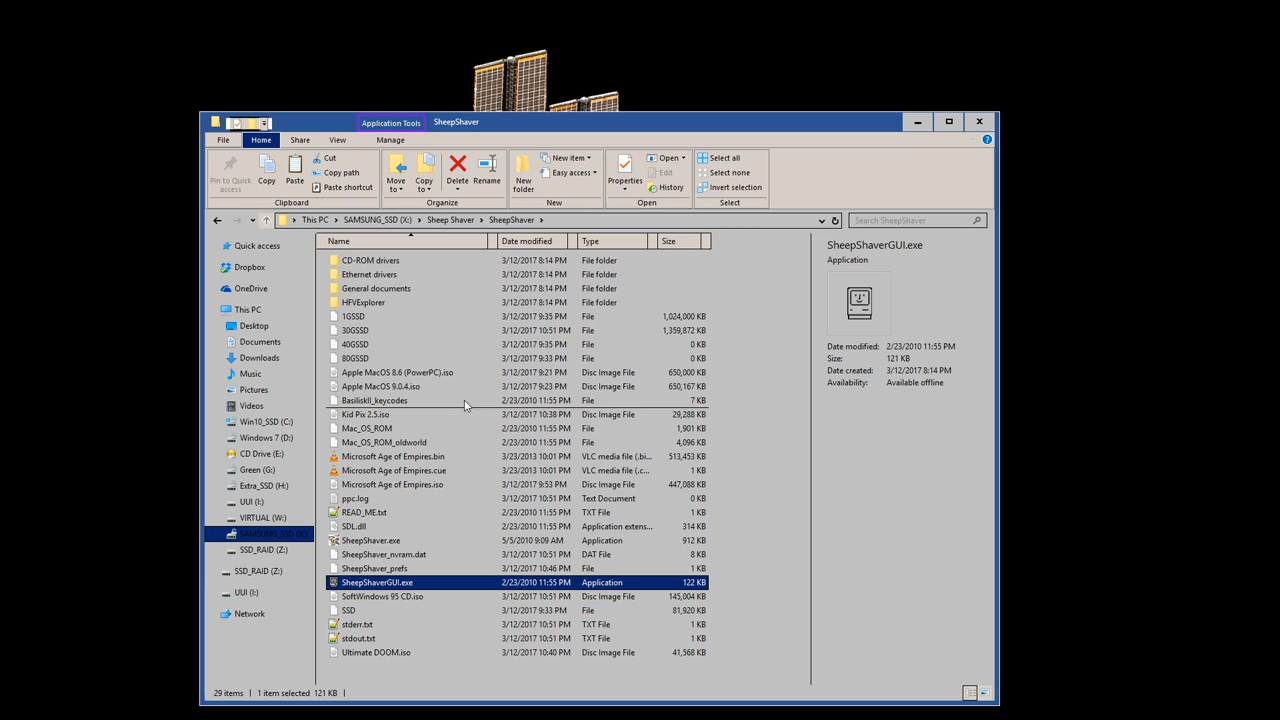 Application Tools
SheepShaver
File Home Share View Manage
Pin to Quick access
Copy
Paste
Cut
Copy path
Paste shortcut
Clipboard
Move to
Copy to
Delete
Rename
Organize
New folder
New item
Easy access
New
Properties
Open
Edit
History
Open
Select all
Select none
Invert selection
Select
This PC > SAMSUNG_SSD (X:) > Sheep Shaver > SheepShaver >
Search SheepShaver
Quick access
Dropbox
OneDrive
This PC
Desktop
Documents
Downloads
Music
Pictures
Videos
Win10_SSD (C:)
Windows 7 (D:)
CD Drive (E:)
Green (G:)
Extra_SSD (H:)
UUI (I:)
VIRTUAL (W:)
SAMSUNG_SSD (X:)
SSD_RAID (Z:)
SSD_RAID (Z:)
UUI (I:)
Network
Name Date modified Type Size
CD-ROM drivers 3/12/2017 8:14 PM File folder
Ethernet drivers 3/12/2017 8:14 PM File folder
General documents 3/12/2017 8:14 PM File folder
HFVExplorer 3/12/2017 8:14 PM File folder
1GSSD 3/12/2017 9:35 PM File 1,024,000 KB
30GSSD 3/12/2017 10:51 PM File 1,359,872 KB
40GSSD 3/12/2017 9:35 PM File 0 KB
80GSSD 3/12/2017 9:33 PM File 0 KB
Apple MacOS 8.6 (PowerPC).iso 3/12/2017 9:21 PM Disc Image File 650,000 KB
Apple MacOS 9.0.4.iso 3/12/2017 9:23 PM Disc Image File 650,167 KB
BasiliskII_keycodes 2/23/2010 11:55 PM File 7 KB
Kid Pix 2.5.iso 3/12/2017 10:38 PM Disc Image File 29,288 KB
Mac_OS_ROM 2/23/2010 11:55 PM File 1,901 KB
Mac_OS_ROM_oldworld 2/23/2010 11:55 PM File 4,096 KB
Microsoft Age of Empires.bin 3/23/2013 10:01 PM VLC media file (.bi... 513,453 KB
Microsoft Age of Empires.cue 3/23/2013 10:01 PM VLC media file (.c... 1 KB
Microsoft Age of Empires.iso 3/12/2017 9:53 PM Disc Image File 447,088 KB
ppc.log 3/12/2017 10:51 PM Text Document 0 KB
READ_ME.txt 2/23/2010 11:55 PM TXT File 1 KB
SDL.dll 2/23/2010 11:55 PM Application extens... 314 KB
SheepShaver.exe 5/5/2010 9:09 AM Application 912 KB
SheepShaver_nvram.dat 3/12/2017 10:51 PM DAT File 8 KB
SheepShaver_prefs 3/12/2017 10:46 PM File 1 KB
SheepShaverGUI.exe 2/23/2010 11:55 PM Application 122 KB
SoftWindows 95 CD.iso 3/12/2017 10:51 PM Disc Image File 145,004 KB
SSD 3/12/2017 9:33 PM File 81,920 KB
stderr.txt 3/12/2017 10:51 PM TXT File 1 KB
stdout.txt 3/12/2017 10:51 PM TXT File 1 KB
Ultimate DOOM.iso 3/12/2017 10:40 PM Disc Image File 41,568 KB
SheepShaverGUI.exe
Application
Date modified: 2/23/2010 11:55 PM
Size: 121 KB
Date created: 3/12/2017 8:14 PM
Availability: Available offline
29 items 1 item selected 121 KB